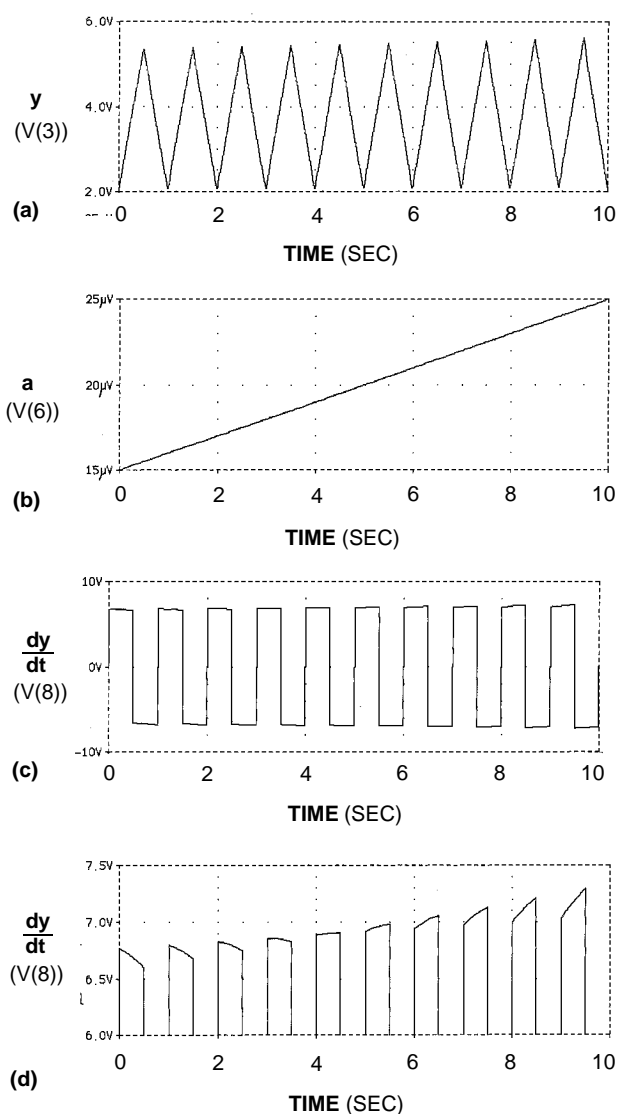 6.0V
y
4.0V
(V(3))
2.0V
(a)
0 2 4 6 8 10
TIME (SEC)
25µV
a
20µV
(V(6))
15µV
(b)
0 2 4 6 8 10
TIME (SEC)
10V
dy
dt
0V
(V(8))
-10V
(c)
0 2 4 6 8 10
TIME (SEC)
7.5V
dy
dt
7.0V
(V(8))
6.5V
6.0V
(d)
0 2 4 6 8 10
TIME (SEC)